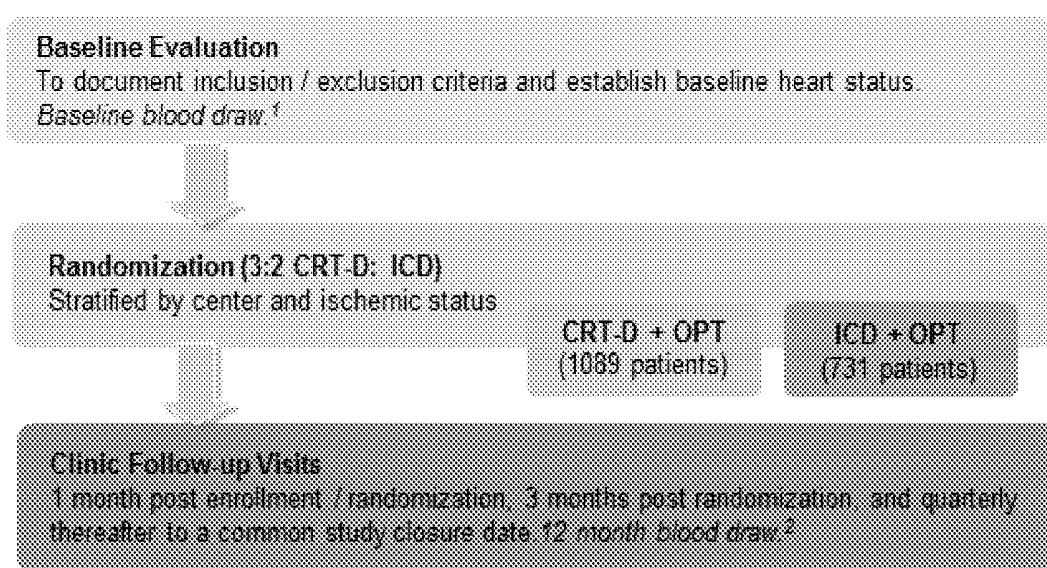 Baseline Evaluation
To document inclusion / exclusion criteria and establish baseline heart status.
Baseline blood draw.¹
Randomization (3:2 CRT-D: ICD)
Stratified by center and ischemic status
CRT-D + OPT
(1089 patients)
ICD + OPT
(731 patients)
Clinic Follow-up Visits
1 month post enrollment / randomization, 3 months post randomization, and quarterly
thereafter to a common study closure date. 12 month blood draw.²